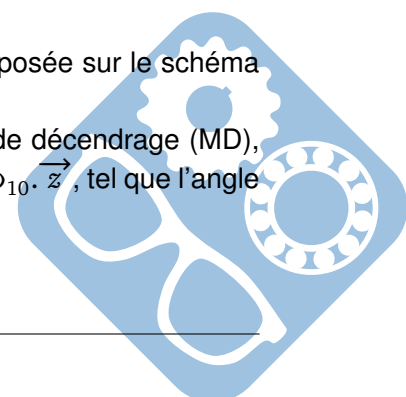 posée sur le schéma
de décendrage (MD),
₁₀. z⃗, tel que l'angle